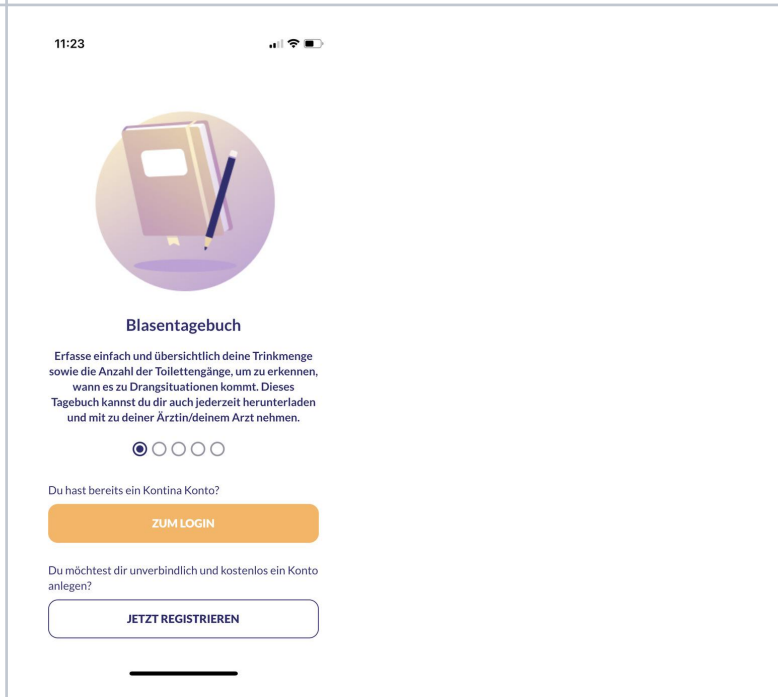 11:23
Blasentagebuch
Erfasse einfach und übersichtlich deine Trinkmenge
sowie die Anzahl der Toilettengänge, um zu erkennen,
wann es zu Drangsituationen kommt. Dieses
Tagebuch kannst du dir auch jederzeit herunterladen
und mit zu deiner Ärztin/deinem Arzt nehmen.
Du hast bereits ein Kontina Konto?
ZUM LOGIN
Du möchtest dir unverbindlich und kostenlos ein Konto
anlegen?
JETZT REGISTRIEREN